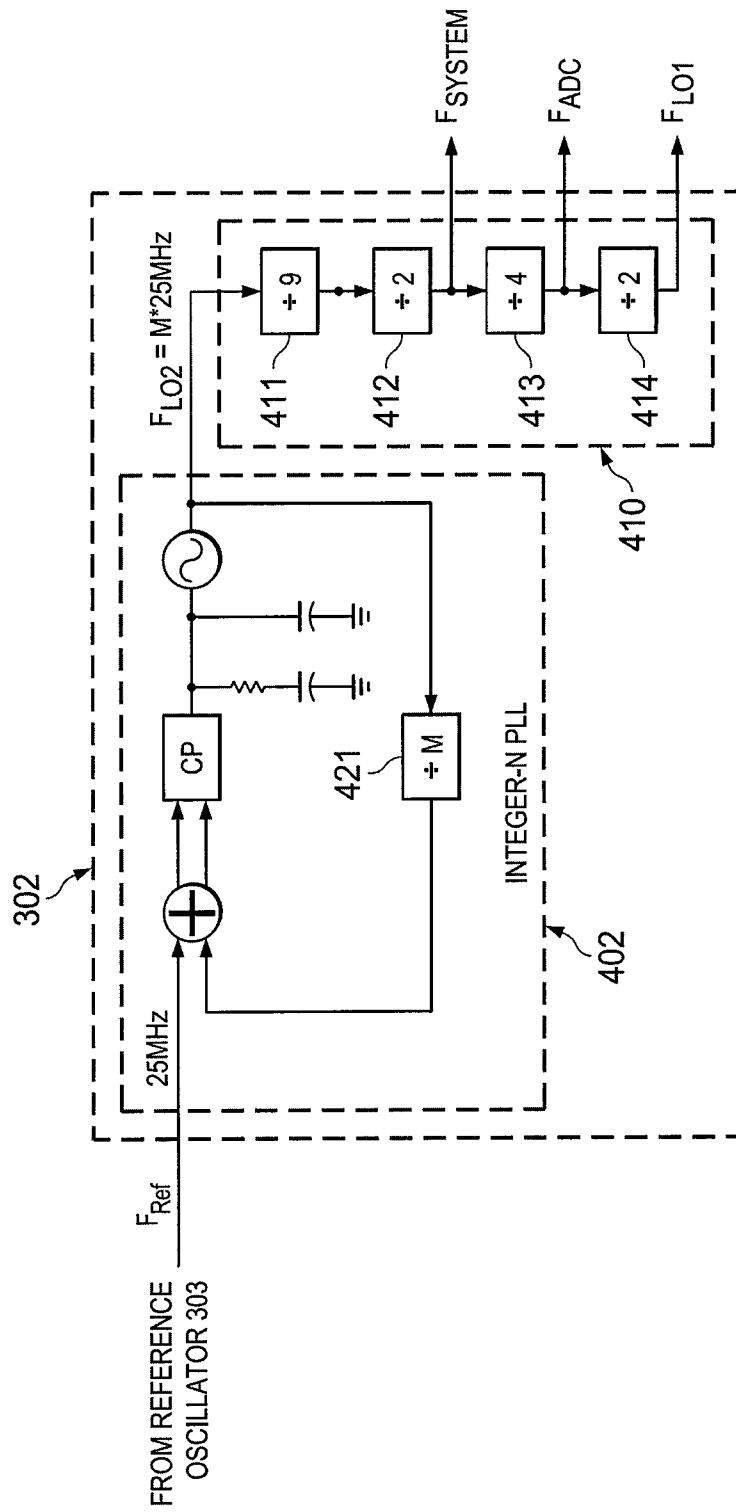 FROM REFERENCE
OSCILLATOR 303
F_Ref
25MHz
302
CP
421
÷ M
INTEGER-N PLL
402
F_LO2 = M*25MHz
÷ 9
411
÷ 2
412
÷ 4
413
÷ 2
414
410
F_SYSTEM
F_ADC
F_LO1